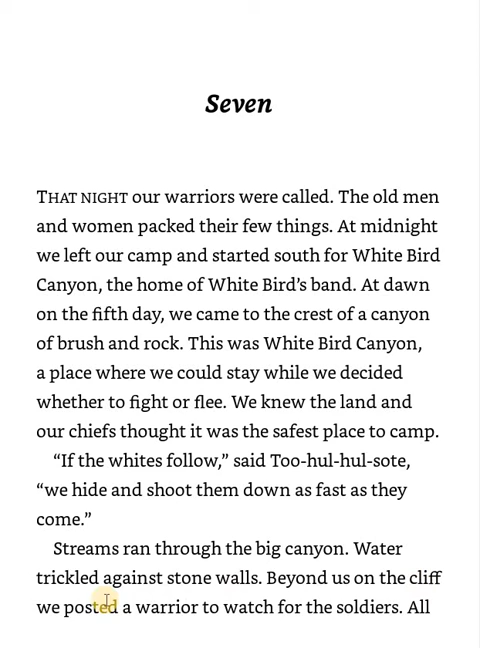 Seven
THAT NIGHT our warriors were called. The old men
and women packed their few things. At midnight
we left our camp and started south for White Bird
Canyon, the home of White Bird’s band. At dawn
on the fifth day, we came to the crest of a canyon
of brush and rock. This was White Bird Canyon,
a place where we could stay while we decided
whether to fight or flee. We knew the land and
our chiefs thought it was the safest place to camp.
“If the whites follow,” said Too-hul-hul-sote,
“we hide and shoot them down as fast as they
come.”
Streams ran through the big canyon. Water
trickled against stone walls. Beyond us on the cliff
we posted a warrior to watch for the soldiers. All